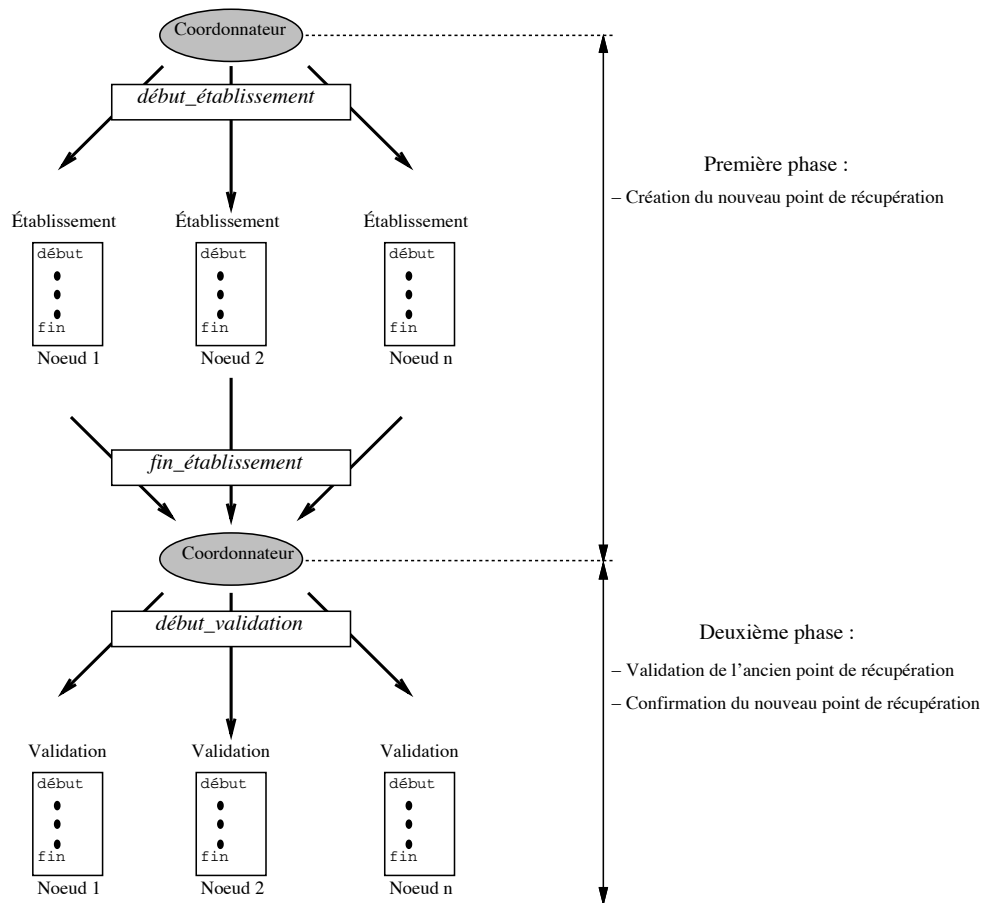 Coordonnateur
début_établissement
Première phase :
– Création du nouveau point de récupération
Établissement Établissement Établissement
début début début
fin fin fin
Noeud 1 Noeud 2 Noeud n
fin_établissement
Coordonnateur
début_validation
Deuxième phase :
– Validation de l’ancien point de récupération
– Confirmation du nouveau point de récupération
Validation Validation Validation
début début début
fin fin fin
Noeud 1 Noeud 2 Noeud n